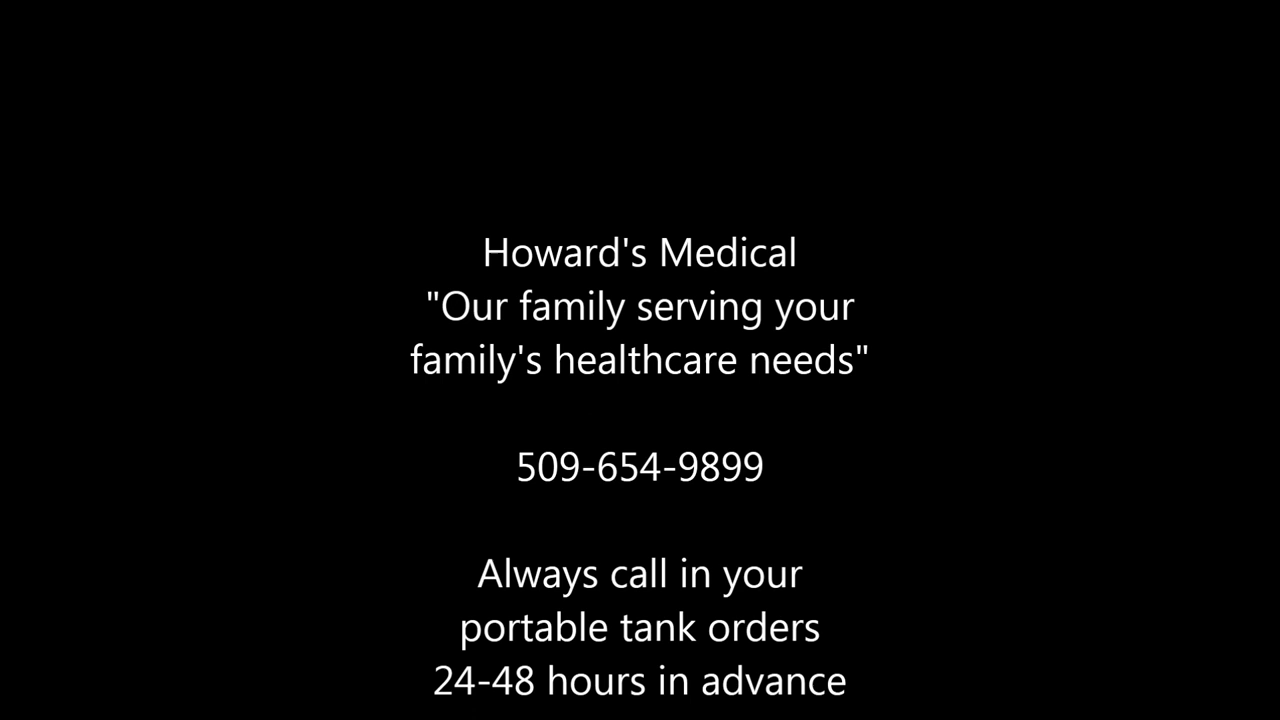 Howard's Medical
"Our family serving your
family's healthcare needs"
509-654-9899
Always call in your
portable tank orders
24-48 hours in advance